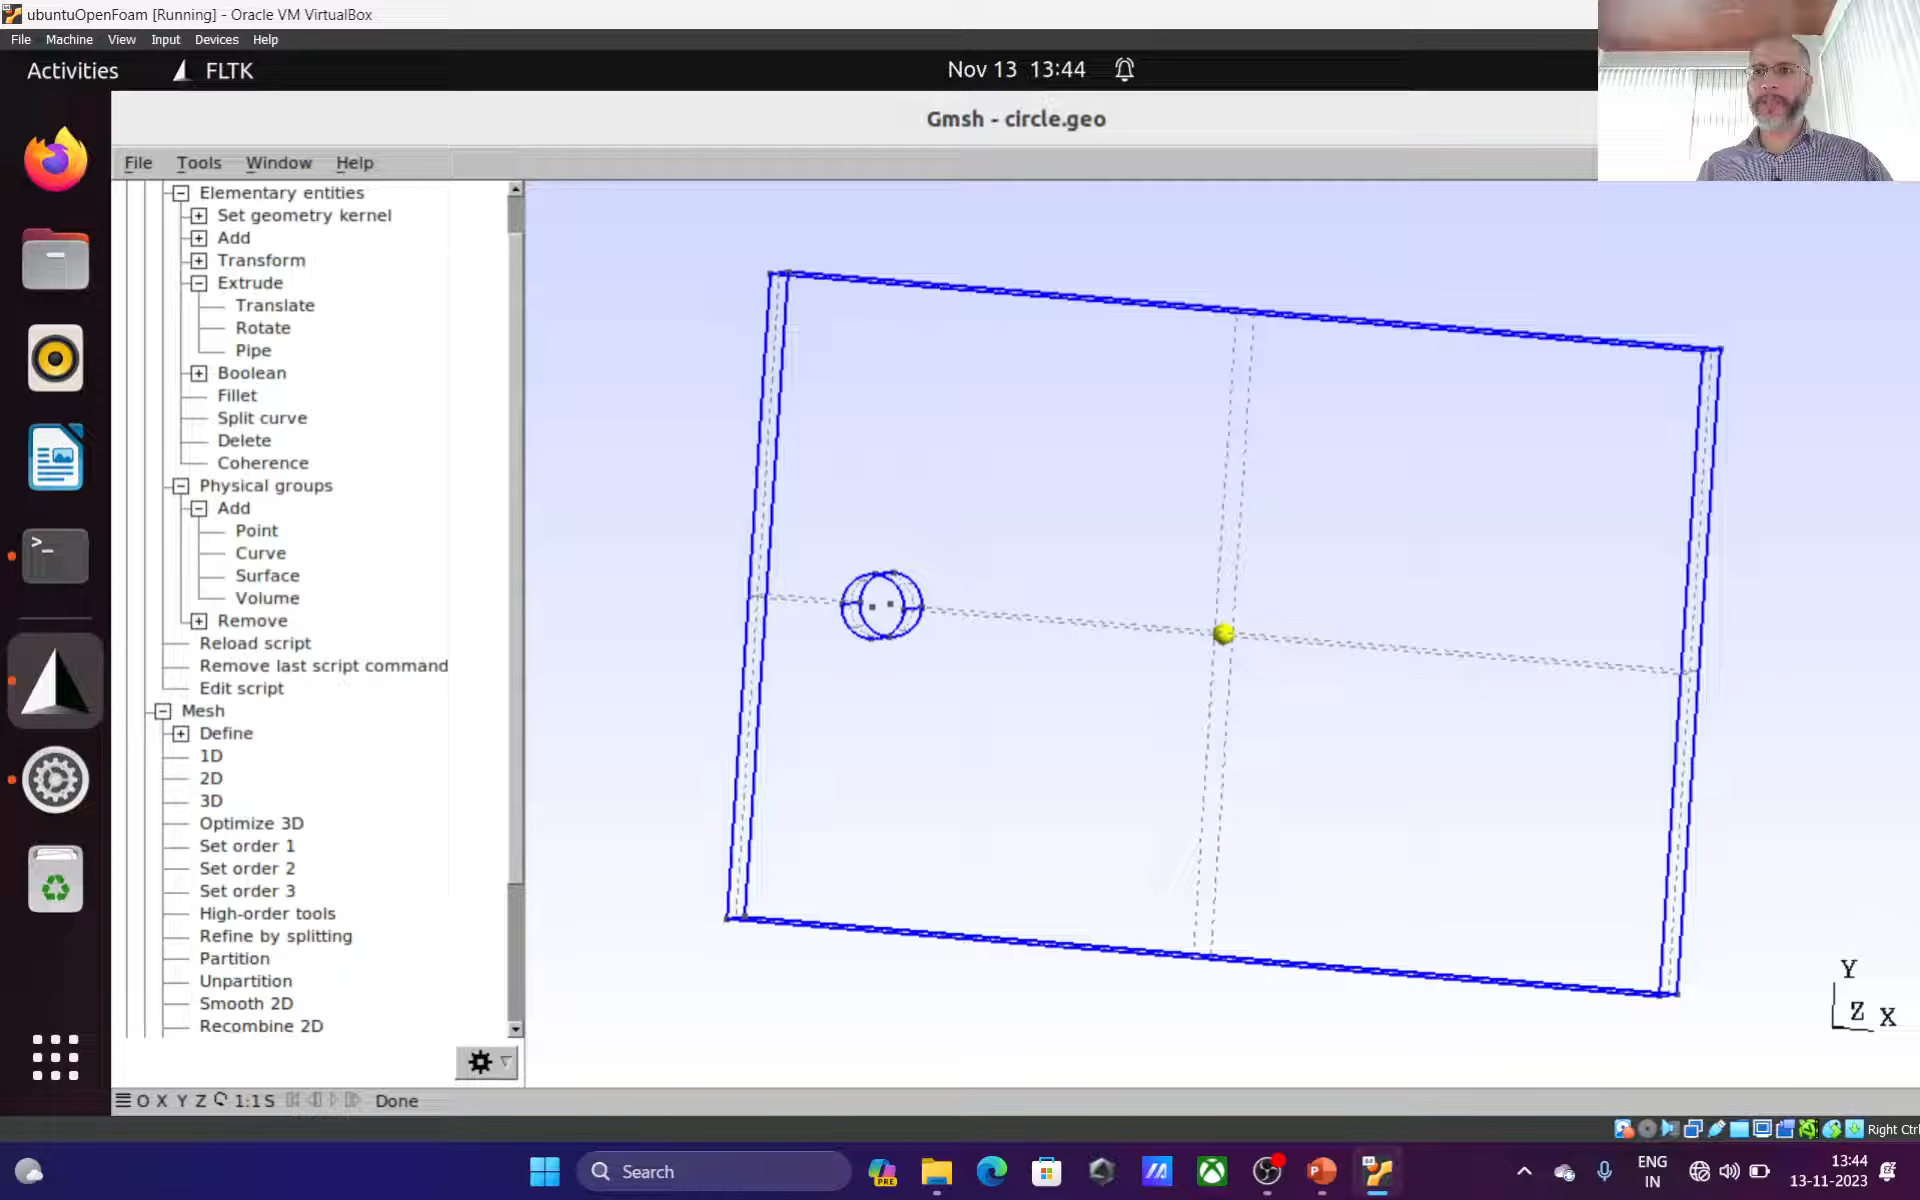 ubuntuOpenFoam [Running] - Oracle VM VirtualBox
File Machine View Input Devices Help
Activities FLTK Nov 13 13:44
Gmsh - circle.geo
File Tools Window Help
Elementary entities
Set geometry kernel
Add
Transform
Extrude
Translate
Rotate
Pipe
Boolean
Fillet
Split curve
Delete
Coherence
Physical groups
Add
Point
Curve
Surface
Volume
Remove
Reload script
Remove last script command
Edit script
Mesh
Define
1D
2D
3D
Optimize 3D
Set order 1
Set order 2
Set order 3
High-order tools
Refine by splitting
Partition
Unpartition
Smooth 2D
Recombine 2D
Y
Z X
O X Y Z 1:1 S Done
Right Ctrl
Search
PRE
ENG
IN
13:44
13-11-2023